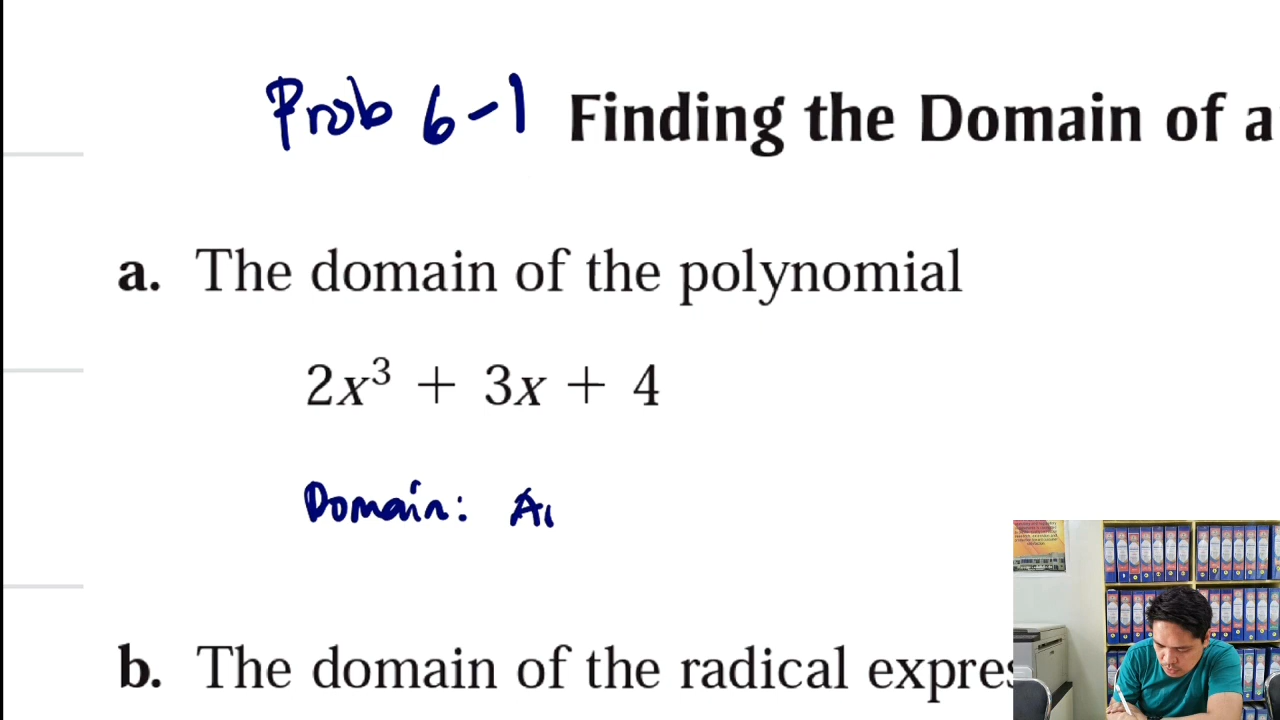 Prob 6-1 Finding the Domain of a
a. The domain of the polynomial
2x³ + 3x + 4
Domain: Al
b. The domain of the radical expres